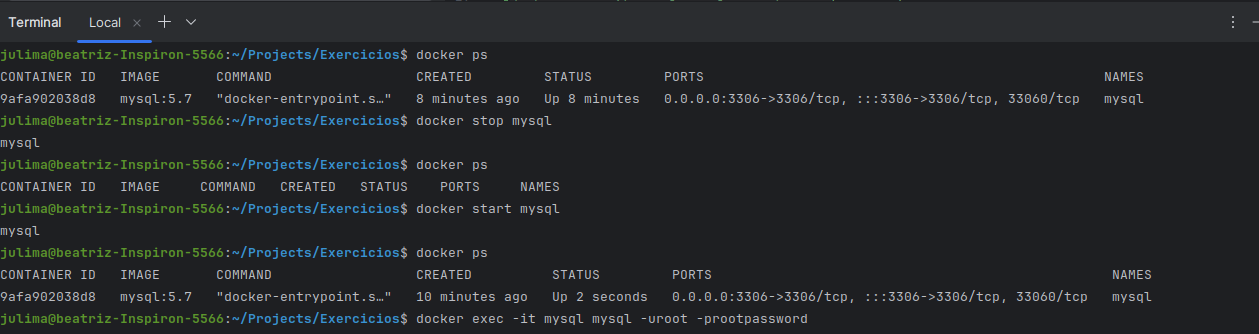 Terminal Local × + ⌄
julima@beatriz-Inspiron-5566:~/Projects/Exercicios$ docker ps
CONTAINER ID   IMAGE       COMMAND                  CREATED         STATUS         PORTS                                                  NAMES
9afa902038d8   mysql:5.7   "docker-entrypoint.s…"   8 minutes ago   Up 8 minutes   0.0.0.0:3306->3306/tcp, :::3306->3306/tcp, 33060/tcp   mysql
julima@beatriz-Inspiron-5566:~/Projects/Exercicios$ docker stop mysql
mysql
julima@beatriz-Inspiron-5566:~/Projects/Exercicios$ docker ps
CONTAINER ID   IMAGE     COMMAND   CREATED   STATUS    PORTS     NAMES
julima@beatriz-Inspiron-5566:~/Projects/Exercicios$ docker start mysql
mysql
julima@beatriz-Inspiron-5566:~/Projects/Exercicios$ docker ps
CONTAINER ID   IMAGE       COMMAND                  CREATED          STATUS         PORTS                                                  NAMES
9afa902038d8   mysql:5.7   "docker-entrypoint.s…"   10 minutes ago   Up 2 seconds   0.0.0.0:3306->3306/tcp, :::3306->3306/tcp, 33060/tcp   mysql
julima@beatriz-Inspiron-5566:~/Projects/Exercicios$ docker exec -it mysql mysql -uroot -prootpassword